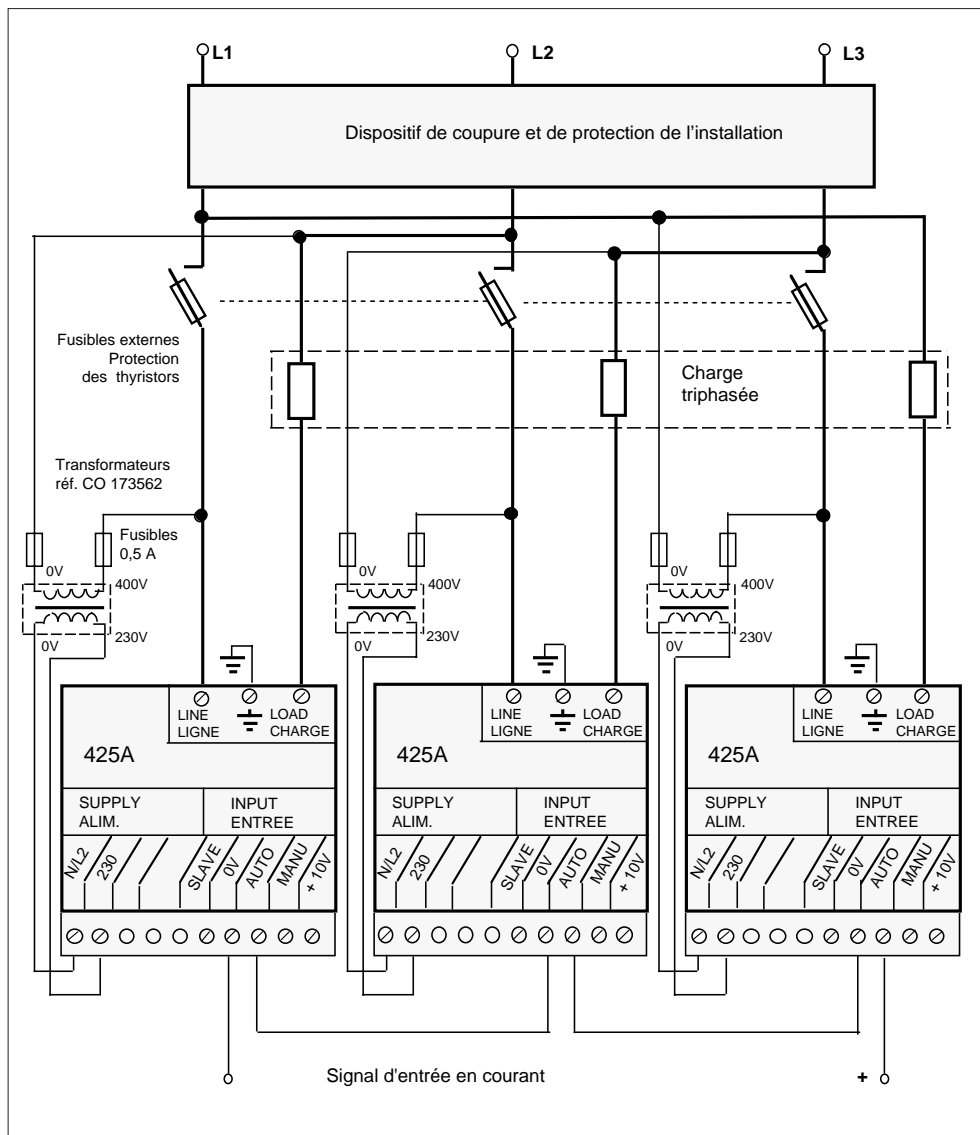 L1
L2
L3
Dispositif de coupure et de protection de l'installation
Fusibles externes
Protection
des thyristors
Charge
triphasée
Transformateurs
réf. CO 173562
Fusibles
0,5 A
0V
400V
0V
230V
0V
400V
0V
230V
0V
400V
0V
230V
LINE
LIGNE
LOAD
CHARGE
425A
SUPPLY
ALIM.
INPUT
ENTREE
N/L2
230
SLAVE
0V
AUTO
MANU
+ 10V
LINE
LIGNE
LOAD
CHARGE
425A
SUPPLY
ALIM.
INPUT
ENTREE
N/L2
230
SLAVE
0V
AUTO
MANU
+ 10V
LINE
LIGNE
LOAD
CHARGE
425A
SUPPLY
ALIM.
INPUT
ENTREE
N/L2
230
SLAVE
0V
AUTO
MANU
+ 10V
Signal d'entrée en courant
+